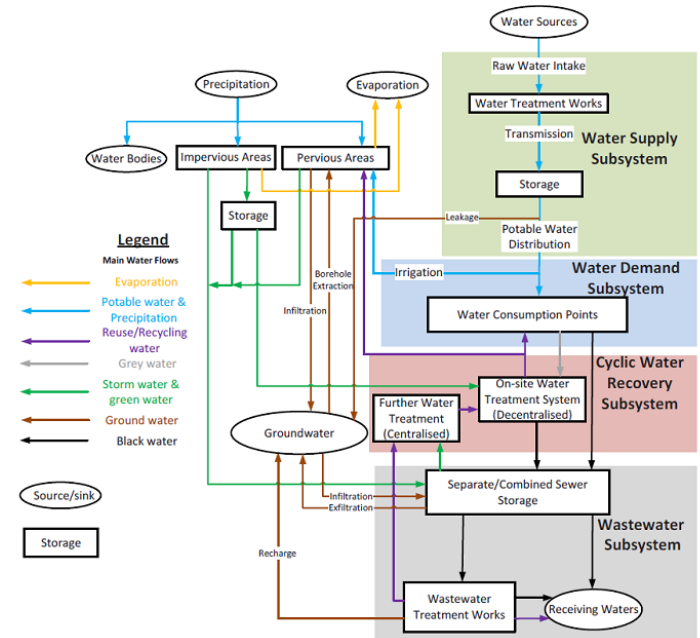 Water Sources
Raw Water Intake
Precipitation
Evaporation
Water Treatment Works
Transmission
Water Supply
Subsystem
Water Bodies
Impervious Areas
Pervious Areas
Storage
Storage
Leakage
Potable Water
Distribution
Legend
Main Water Flows
Evaporation
Potable water &
Precipitation
Reuse/Recycling
water
Grey water
Storm water &
green water
Ground water
Black water
Source/sink
Storage
Borehole
Extraction
Infiltration
Irrigation
Water Demand
Subsystem
Water Consumption Points
Cyclic Water
Recovery
Subsystem
On-site Water
Treatment System
(Decentralised)
Further Water
Treatment
(Centralised)
Groundwater
Separate/Combined Sewer
Storage
Infiltration
Exfiltration
Wastewater
Subsystem
Recharge
Wastewater
Treatment Works
Receiving Waters